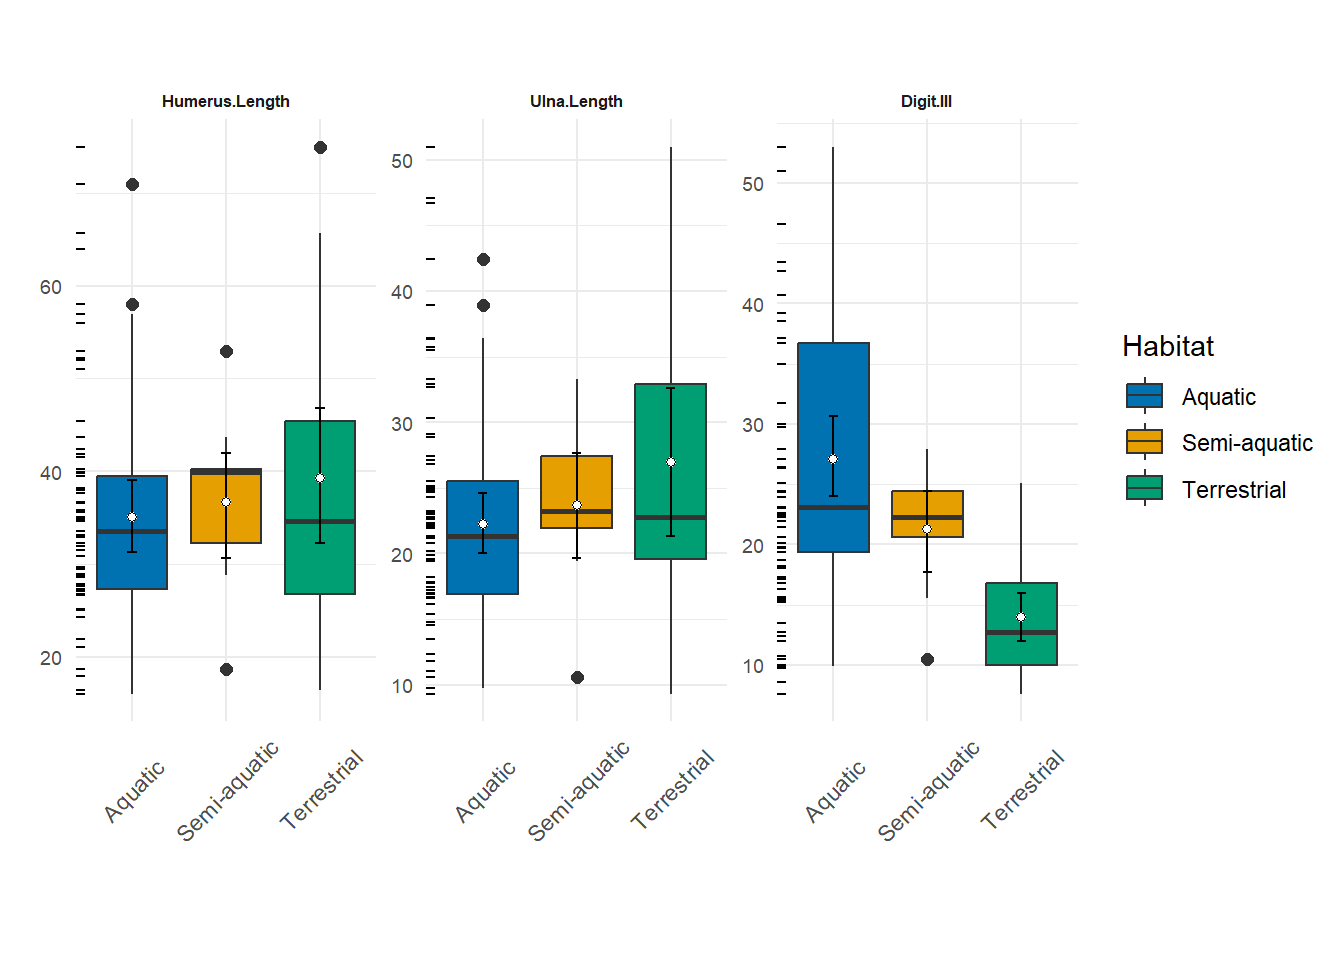 Humerus.Length
Ulna.Length
Digit.III
60
40
20
50
40
30
20
10
50
40
30
20
10
Aquatic
Semi-aquatic
Terrestrial
Aquatic
Semi-aquatic
Terrestrial
Aquatic
Semi-aquatic
Terrestrial
Habitat
Aquatic
Semi-aquatic
Terrestrial